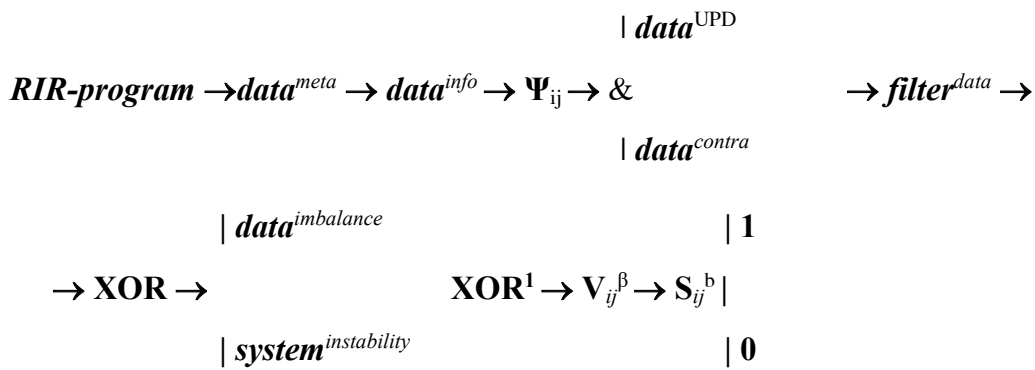 | data^UPD
RIR-program →data^meta → data^info → Ψ_ij → & → filter^data →
| data^contra
| data^imbalance | 1
→ XOR → XOR^1 → V_ij^β → S_ij^b |
| system^instability | 0